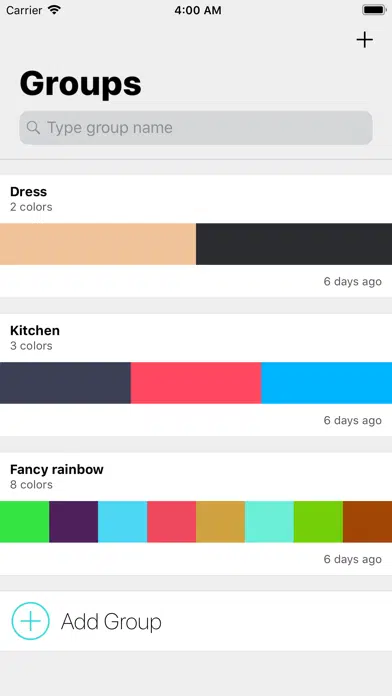 Carrier 4:00 AM
Groups
Type group name
Dress
2 colors
6 days ago
Kitchen
3 colors
6 days ago
Fancy rainbow
8 colors
6 days ago
Add Group